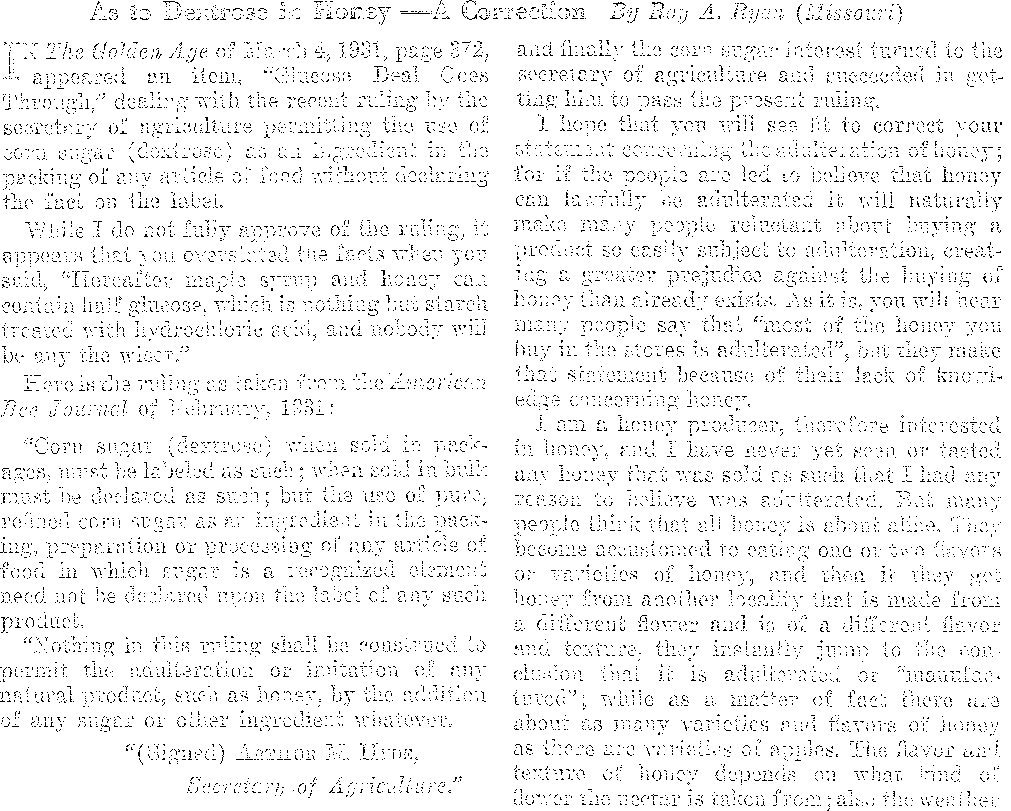 As to Dextrose in Honey—A Correction By Roy A. Ryan (Missouri)
IN The Golden Age of March 4, 1931, page 372,
appeared an item, "Glucose Deal Goes
Through," dealing with the recent ruling by the
secretary of agriculture permitting the use of
corn sugar (dextrose) as an ingredient in the
packing of any article of food without declaring
the fact on the label.
While I do not fully approve of the ruling, it
appears that you overstated the facts when you
said, "Hereafter maple syrup and honey can
contain half glucose, which is nothing but starch
treated with hydrochloric acid, and nobody will
be any the wiser."
Here is the ruling as taken from the American
Bee Journal of February, 1931:
"Corn sugar (dextrose) when sold in pack-
ages, must be labeled as such; when sold in bulk
must be declared as such; but the use of pure,
refined corn sugar as an ingredient in the pack-
ing, preparation or processing of any article of
food in which sugar is a recognized element
need not be declared upon the label of any such
product.
"Nothing in this ruling shall be construed to
permit the adulteration or imitation of any
natural product, such as honey, by the addition
of any sugar or other ingredient whatever.
"(Signed) ARTHUR M. HYDE,
Secretary of Agriculture."
and finally the corn sugar interest turned to the
secretary of agriculture and succeeded in get-
ting him to pass the present ruling.
I hope that you will see fit to correct your
statement concerning the adulteration of honey;
for if the people are led to believe that honey
can lawfully be adulterated it will naturally
make many people reluctant about buying a
product so easily subject to adulteration, creat-
ing a greater prejudice against the buying of
honey than already exists. As it is, you will hear
many people say that "most of the honey you
buy in the stores is adulterated", but they make
that statement because of their lack of knowl-
edge concerning honey.
I am a honey producer, therefore interested
in honey, and I have never yet seen or tasted
any honey that was sold as such that I had any
reason to believe was adulterated. But many
people think that all honey is about alike. They
become accustomed to eating one or two flavors
or varieties of honey, and then if they get
honey from another locality that is made from
a different flower and is of a different flavor
and texture, they instantly jump to the con-
clusion that it is adulterated or "manufac-
tured"; while as a matter of fact there are
about as many varieties and flavors of honey
as there are varieties of apples. The flavor and
texture of honey depends on what kind of
flower the nectar is taken from; also the weather